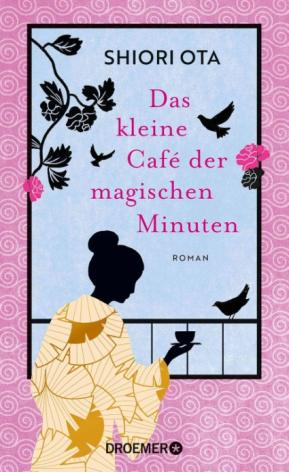 SHIORI OTA
Das
kleine
Café der
magischen
Minuten
ROMAN
DROEMER